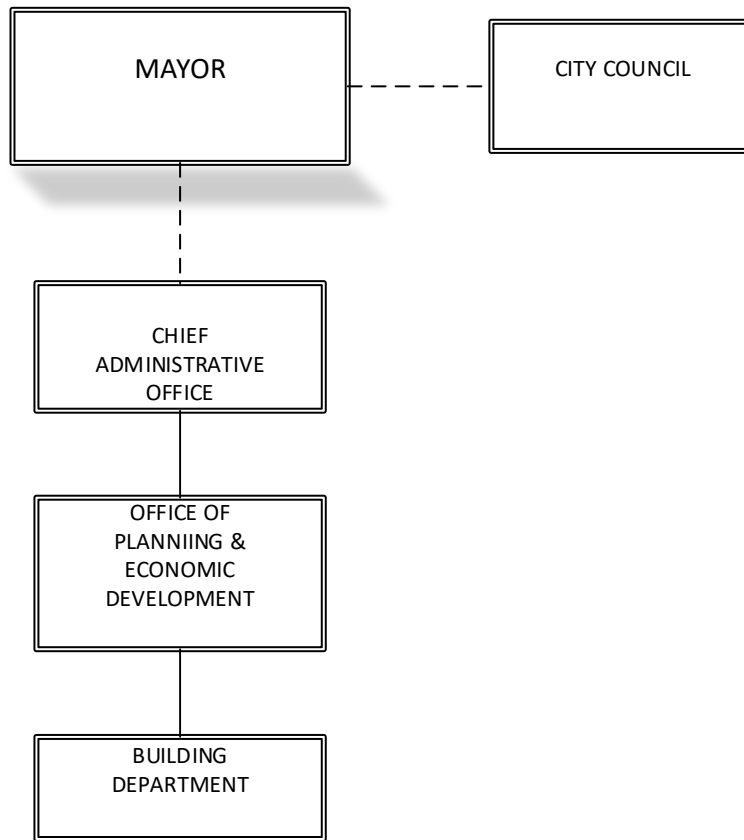 MAYOR
CITY COUNCIL
CHIEF
ADMINISTRATIVE
OFFICE
OFFICE OF
PLANNIING &
ECONOMIC
DEVELOPMENT
BUILDING
DEPARTMENT